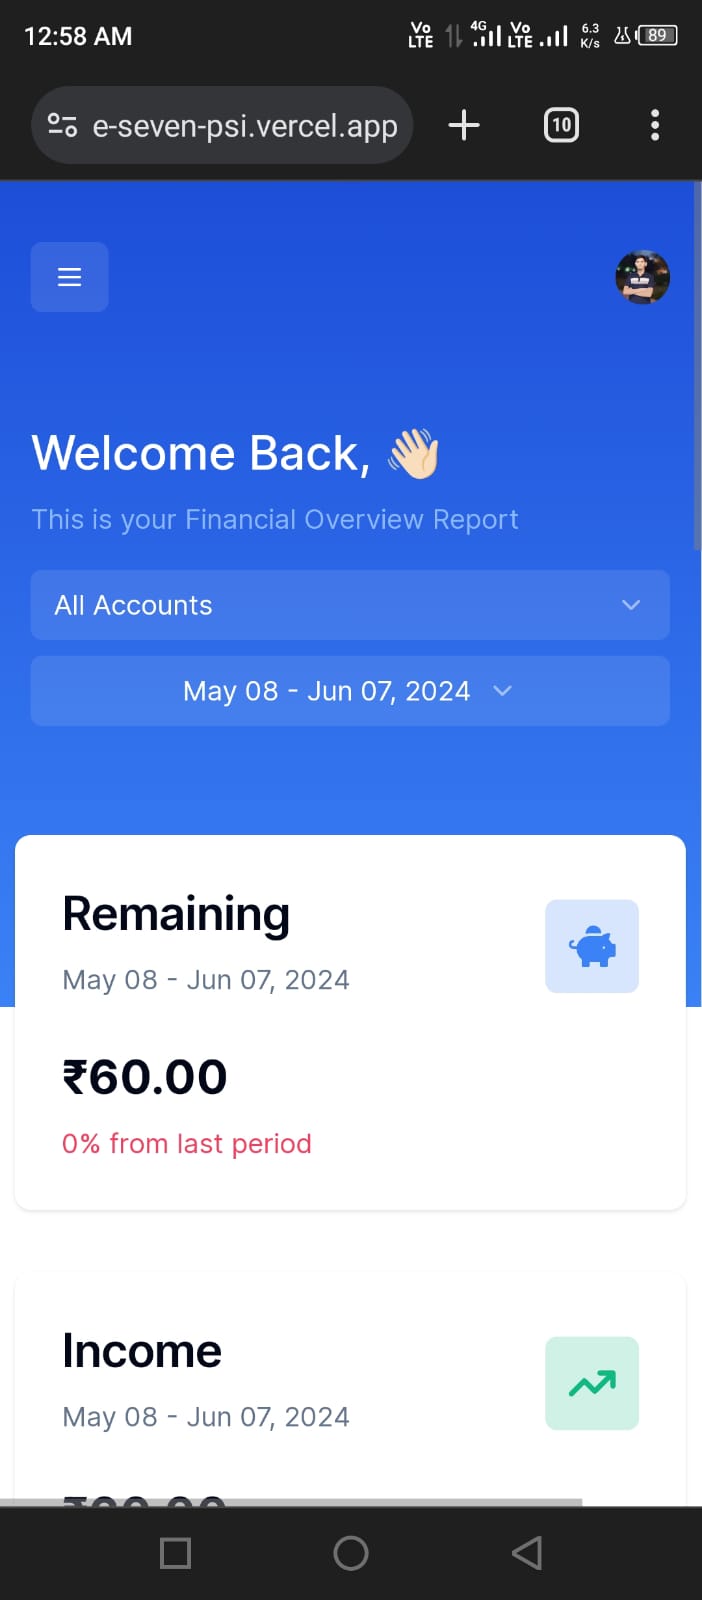 12:58 AM
Vo LTE 4G Vo LTE 6.3 K/s 89
e-seven-psi.vercel.app
10
Welcome Back, 👋🏻
This is your Financial Overview Report
All Accounts
May 08 - Jun 07, 2024
Remaining
May 08 - Jun 07, 2024
₹60.00
0% from last period
Income
May 08 - Jun 07, 2024